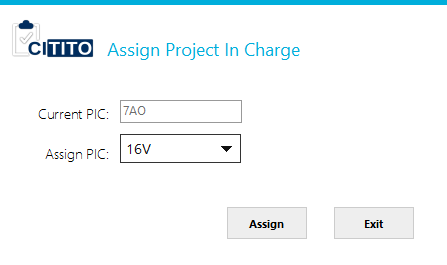 CITITO
Assign Project In Charge
Current PIC: 7AO
Assign PIC: 16V
Assign Exit